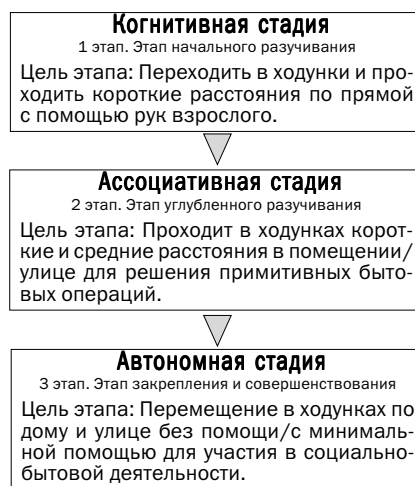 Когнитивная стадия
1 этап. Этап начального разучивания
Цель этапа: Переходить в ходунки и про-
ходить короткие расстояния по прямой
с помощью рук взрослого.
Ассоциативная стадия
2 этап. Этап углубленного разучивания
Цель этапа: Проходит в ходунках корот-
кие и средние расстояния в помещении/
улице для решения примитивных быто-
вых операций.
Автономная стадия
3 этап. Этап закрепления и совершенствования
Цель этапа: Перемещение в ходунках по
дому и улице без помощи/с минималь-
ной помощью для участия в социально-
бытовой деятельности.